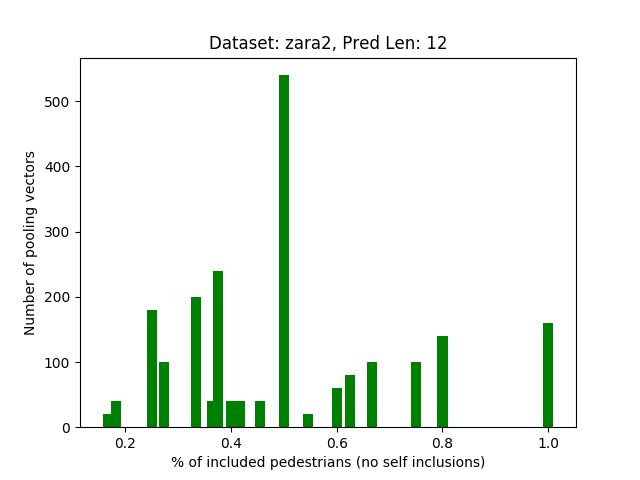 Dataset: zara2, Pred Len: 12
Number of pooling vectors
500
400
300
200
100
0
0.2 0.4 0.6 0.8 1.0
% of included pedestrians (no self inclusions)